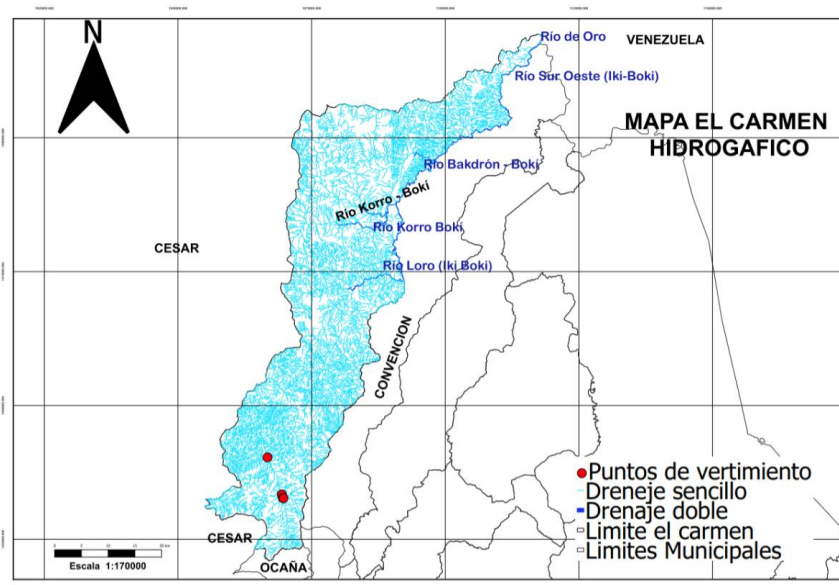 N
Río de Oro
VENEZUELA
Río Sur Oeste (Iki-Boki)
MAPA EL CARMEN
HIDROGAFICO
Río Bakdrón - Boki
Río Korro - Boki
CESAR
Río Korro Boki
Río Loro (Iki Boki)
CONVENCION
Puntos de vertimiento
Dreneje sencillo
Drenaje doble
Limite el carmen
Limites Municipales
CESAR
Escala 1:170000
OCAÑA